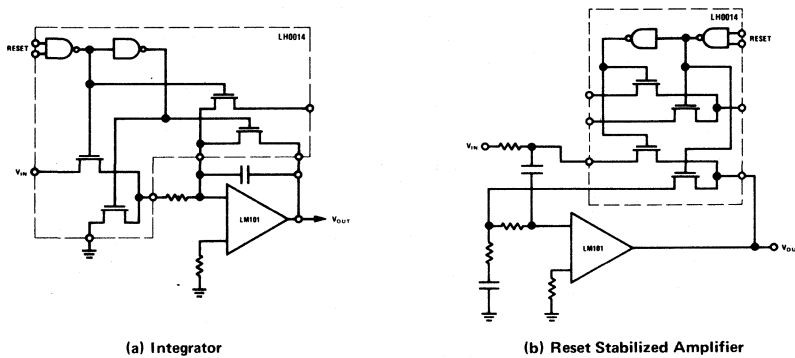 LH0014
RESET
VIN
LM101
VOUT
(a) Integrator
LH0014
RESET
VIN
LM101
VOU
(b) Reset Stabilized Amplifier